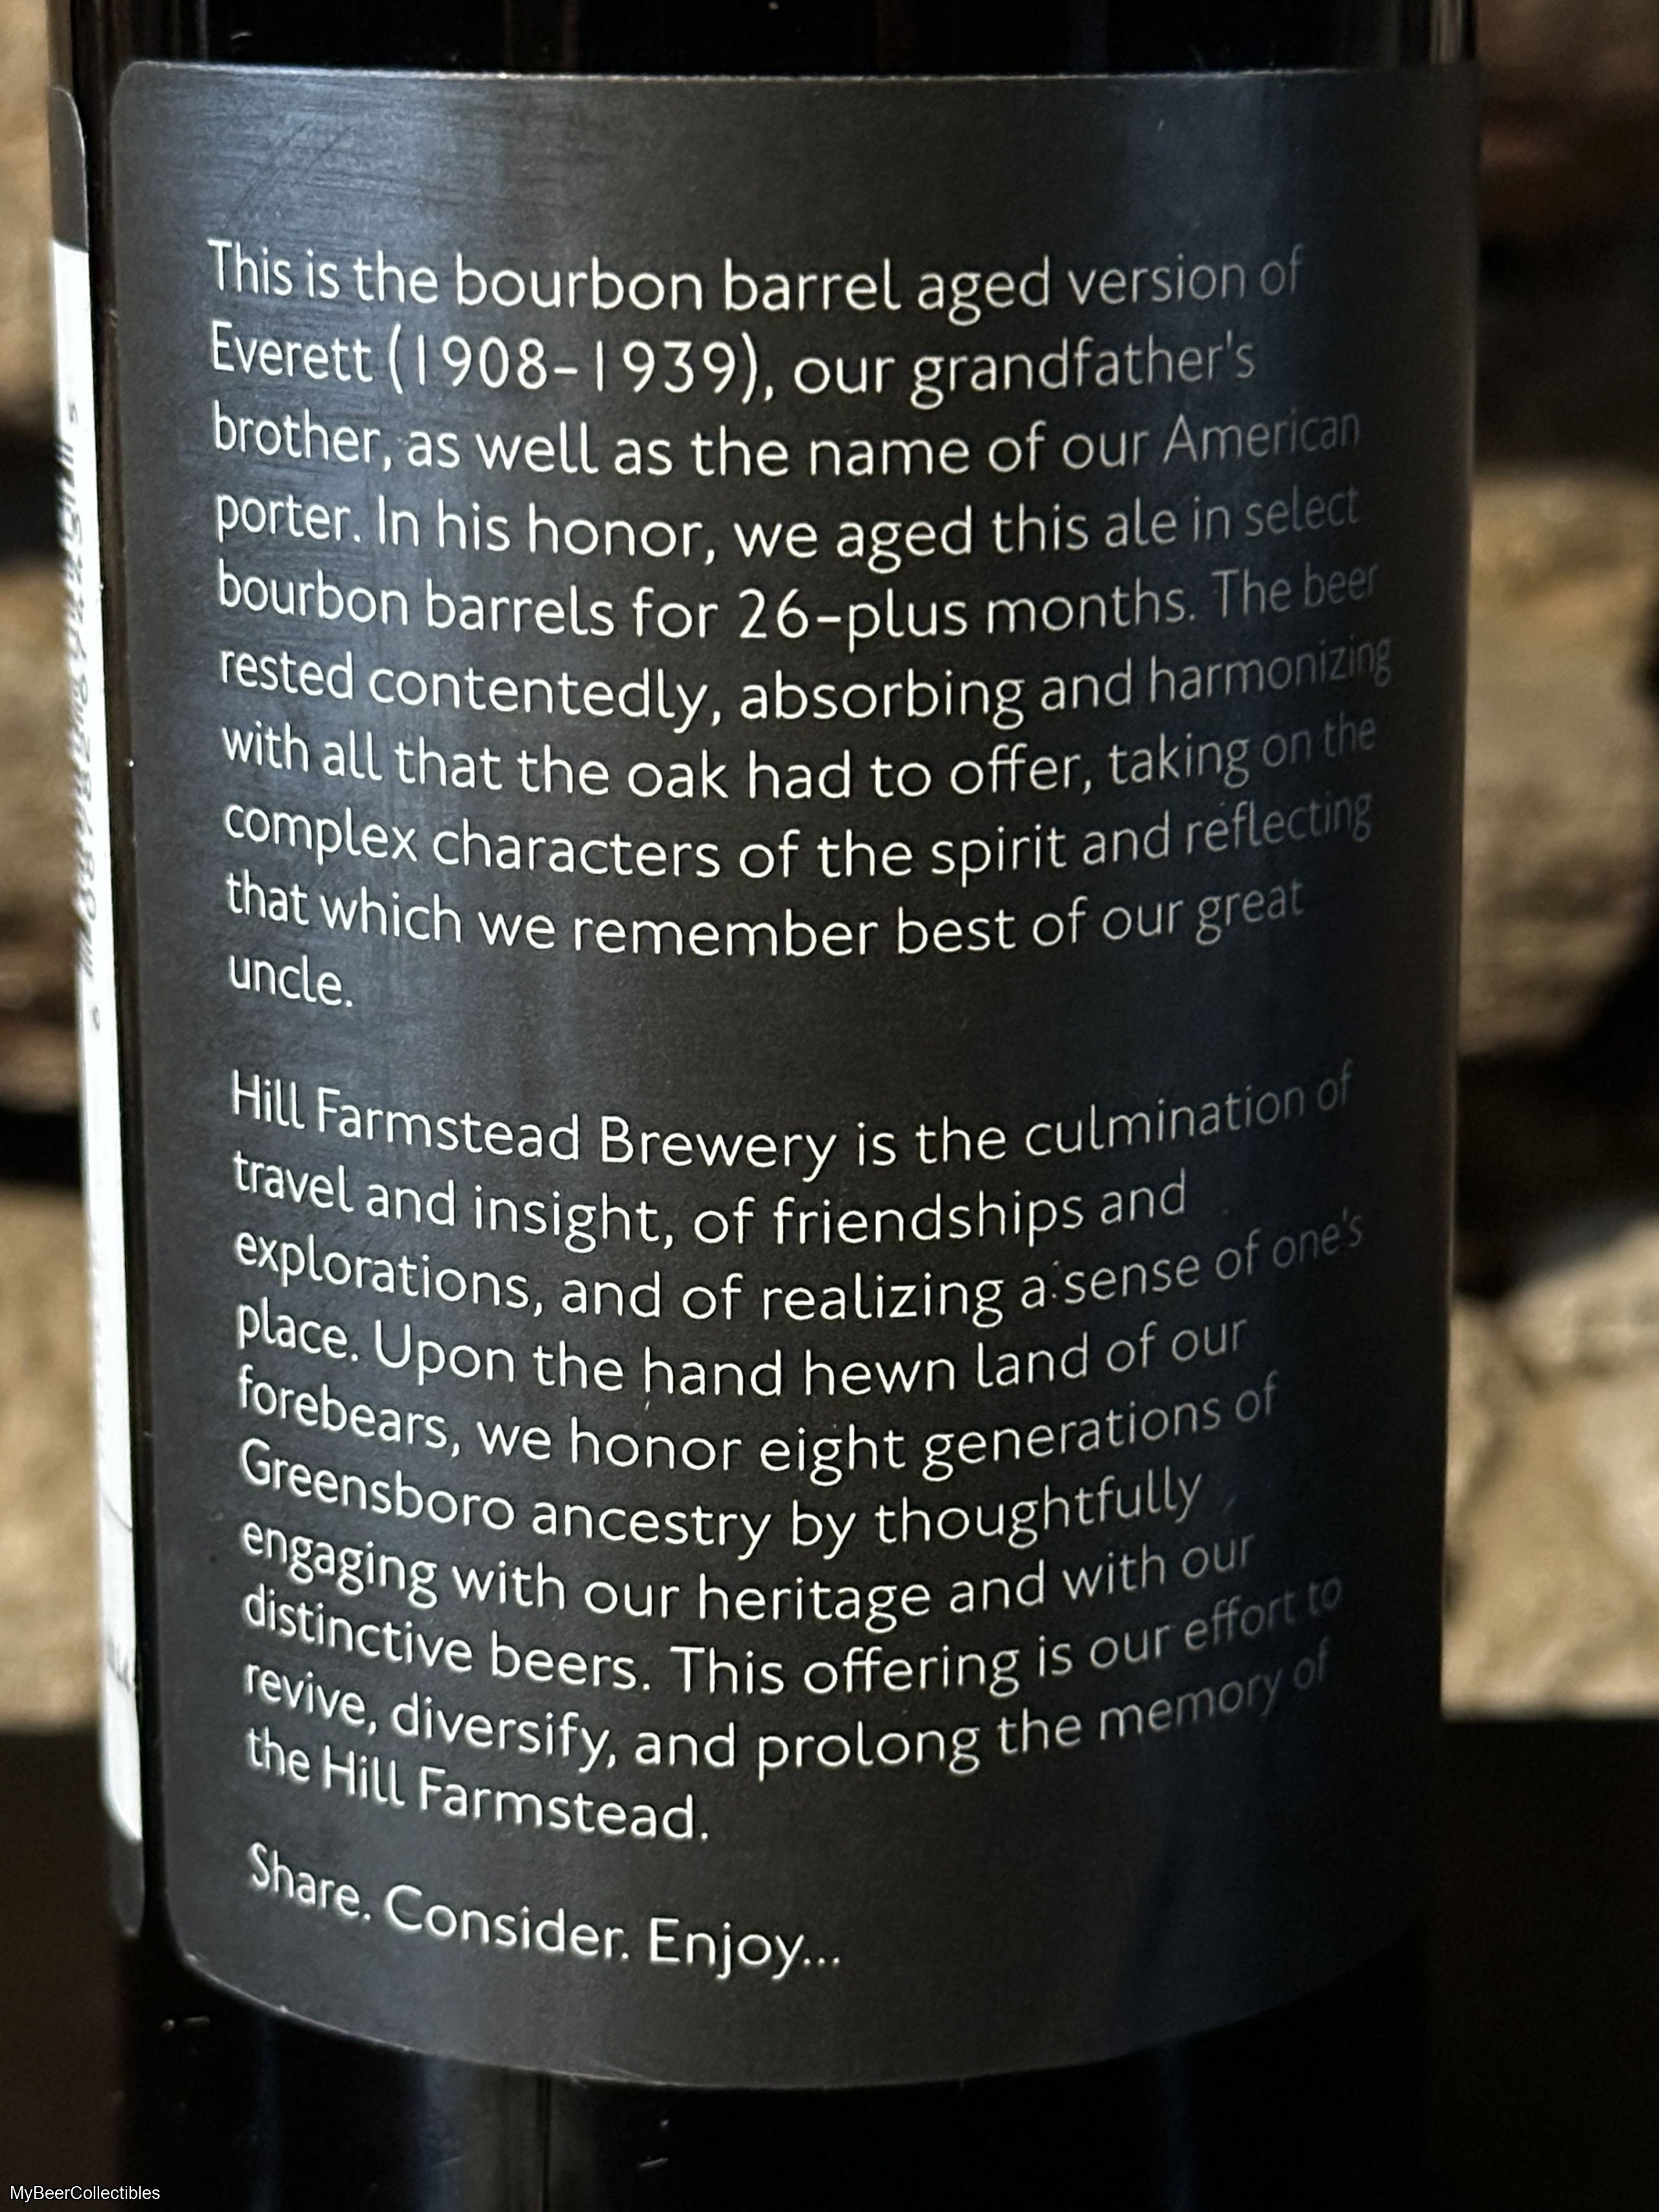 This is the bourbon barrel aged version of
Everett (1908-1939), our grandfather's
brother, as well as the name of our American
porter. In his honor, we aged this ale in select
bourbon barrels for 26-plus months. The beer
rested contentedly, absorbing and harmonizing
with all that the oak had to offer, taking on the
complex characters of the spirit and reflecting
that which we remember best of our great
uncle.
Hill Farmstead Brewery is the culmination of
travel and insight, of friendships and
explorations, and of realizing a sense of one's
place. Upon the hand hewn land of our
forebears, we honor eight generations of
Greensboro ancestry by thoughtfully
engaging with our heritage and with our
distinctive beers. This offering is our effort to
revive, diversify, and prolong the memory of
the Hill Farmstead.
Share. Consider. Enjoy...
MyBeerCollectibles